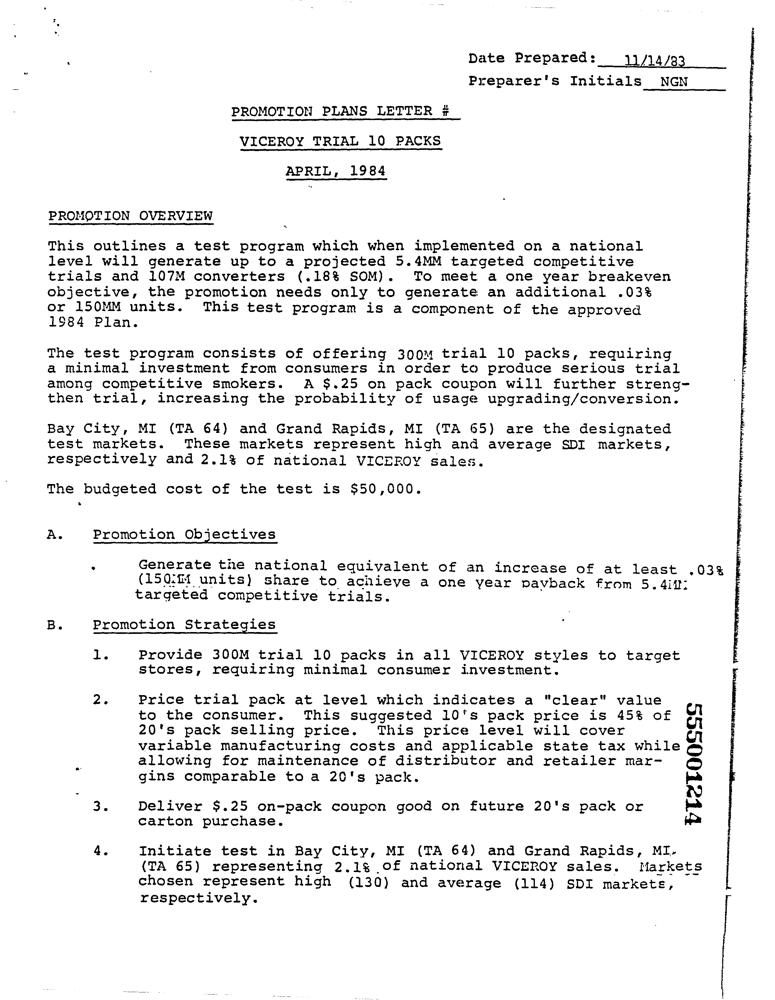 Date Prepared: 11/14/83
Preparer's Initials NGN
PROMOTION PLANS LETTER #
VICEROY TRIAL 10 PACKS
APRIL, 1984
PROMOTION OVERVIEW
This outlines a test program which when implemented on a national
level will generate up to a projected 5.4MM targeted competitive
trials and 107M converters (.18% SOM). To meet a one year breakeven
objective, the promotion needs only to generate an additional .03%
or 150MM units. This test program is a component of the approved
1984 Plan.
The test program consists of offering 300M trial 10 packs, requiring
a minimal investment from consumers in order to produce serious trial
among competitive smokers. A $.25 on pack coupon will further streng-
then trial, increasing the probability of usage upgrading/conversion.
Bay City, MI (TA 64) and Grand Rapids, MI (TA 65) are the designated
test markets. These markets represent high and average SDI markets,
respectively and 2.1% of national VICEROY sales.
The budgeted cost of the test is $50,000.
A. Promotion Objectives
. Generate the national equivalent of an increase of at least .03%
(150MM units) share to achieve a one year payback from 5.4MM
targeted competitive trials.
B. Promotion Strategies
1. Provide 300M trial 10 packs in all VICEROY styles to target
stores, requiring minimal consumer investment.
2. Price trial pack at level which indicates a "clear" value
to the consumer. This suggested 10's pack price is 45% of
20's pack selling price. This price level will cover
variable manufacturing costs and applicable state tax while
allowing for maintenance of distributor and retailer mar-
gins comparable to a 20's pack.
3. Deliver $.25 on-pack coupon good on future 20's pack or
carton purchase.
4. Initiate test in Bay City, MI (TA 64) and Grand Rapids, MI.
(TA 65) representing 2.1% of national VICEROY sales. Markets
chosen represent high (130) and average (114) SDI markets,
respectively.
555001214